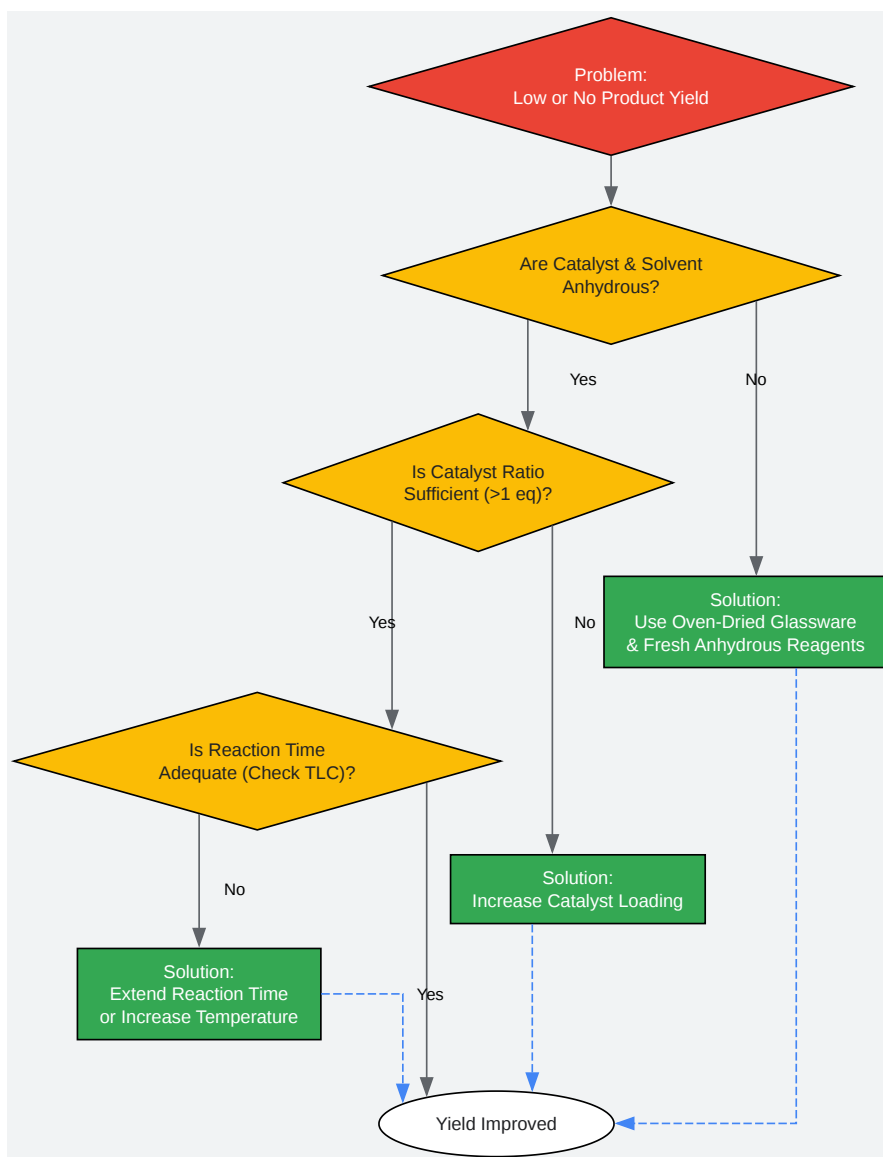 Problem:
Low or No Product Yield
Are Catalyst & Solvent
Anhydrous?
Yes
No
Is Catalyst Ratio
Sufficient (>1 eq)?
Yes
No
Solution:
Use Oven-Dried Glassware
& Fresh Anhydrous Reagents
Is Reaction Time
Adequate (Check TLC)?
No
Solution:
Increase Catalyst Loading
Solution:
Extend Reaction Time
or Increase Temperature
Yes
Yield Improved